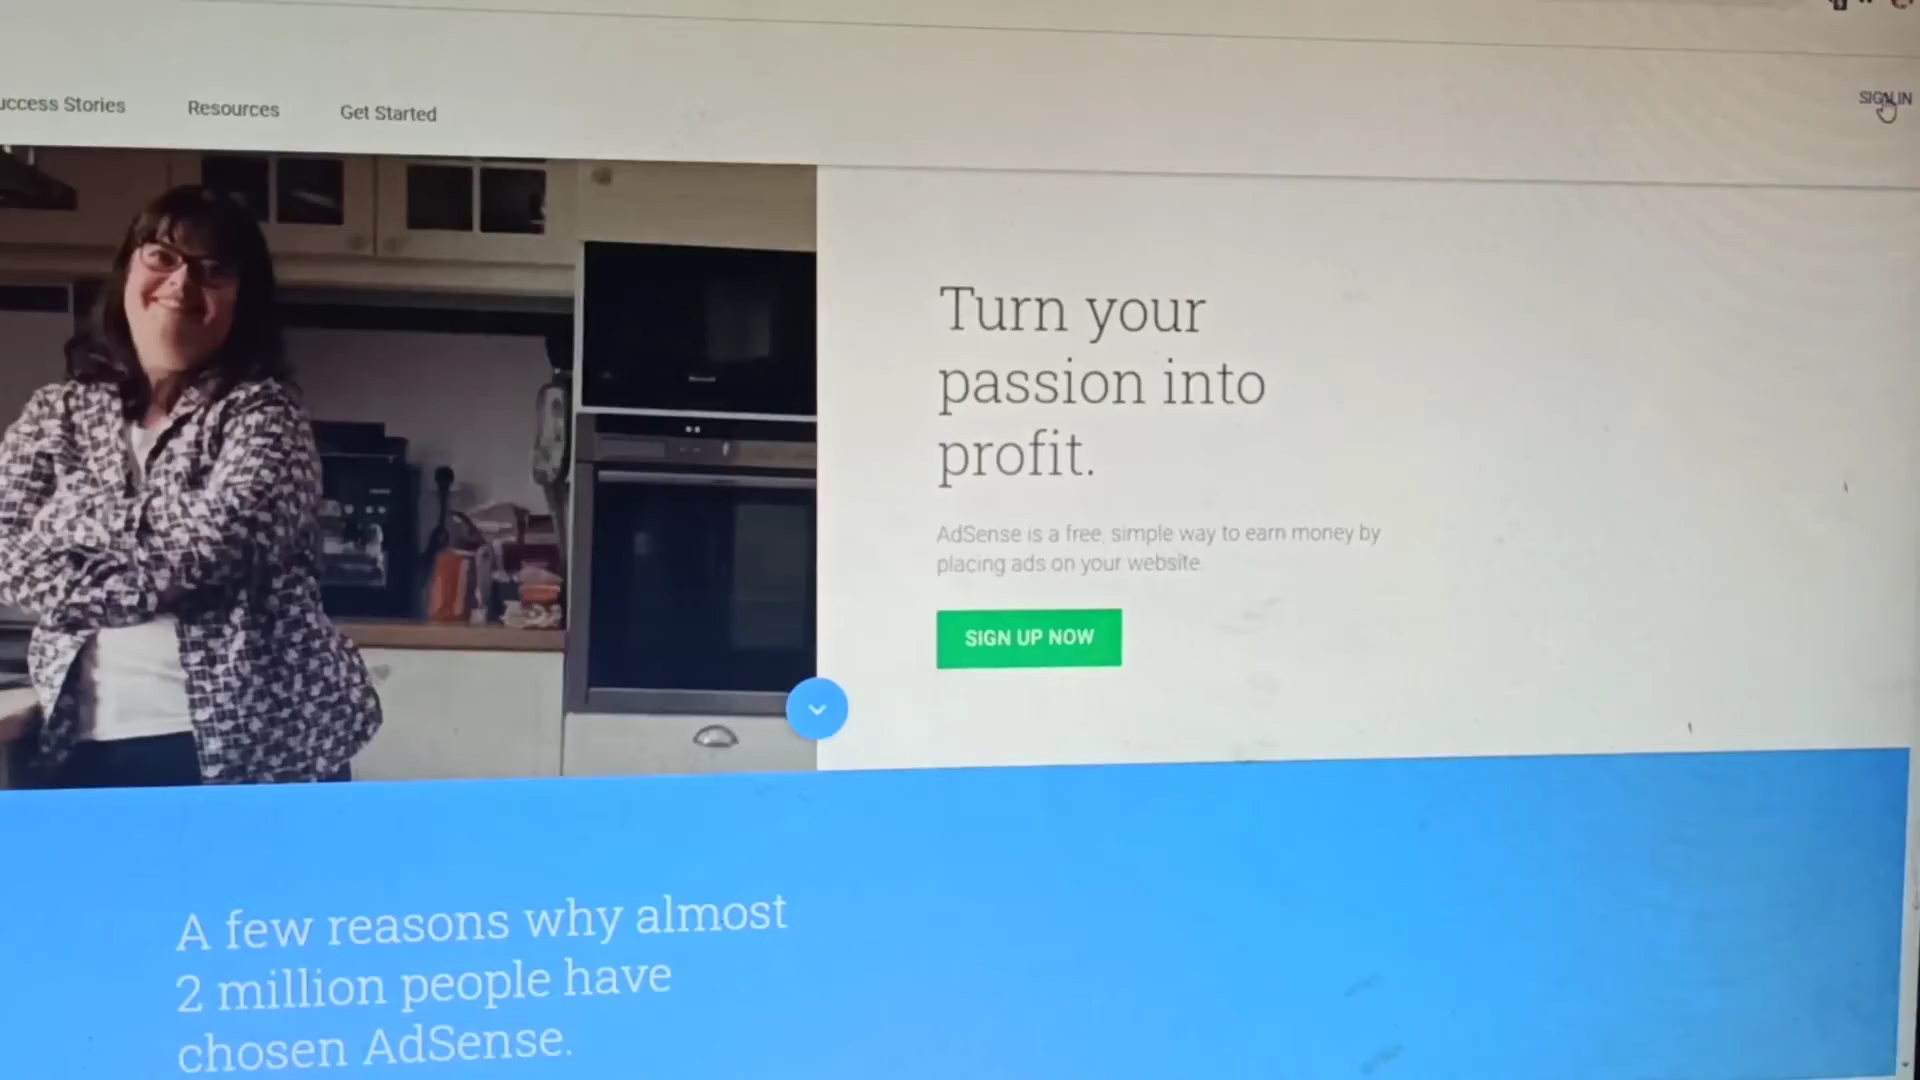 uccess Stories
Resources
Get Started
SIGN IN
Turn your
passion into
profit.
AdSense is a free, simple way to earn money by
placing ads on your website.
SIGN UP NOW
A few reasons why almost
2 million people have
chosen AdSense.